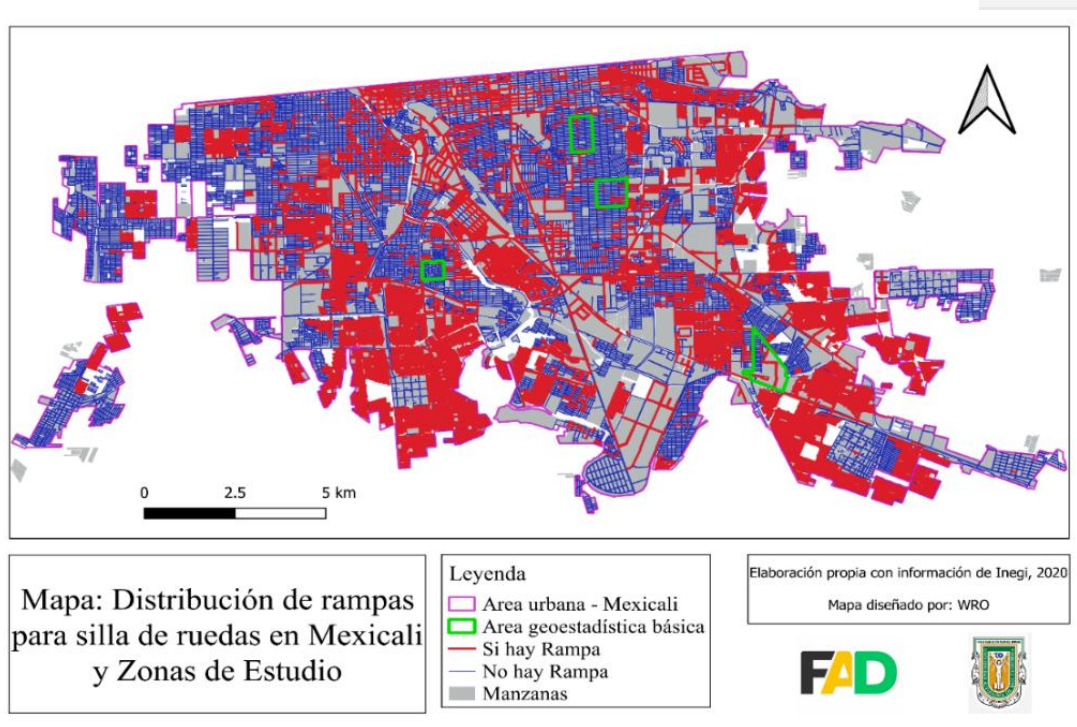 0 2.5 5 km
Mapa: Distribución de rampas
para silla de ruedas en Mexicali
y Zonas de Estudio
Leyenda
Area urbana - Mexicali
Area geoestadística básica
Si hay Rampa
No hay Rampa
Manzanas
Elaboración propia con información de Inegi, 2020
Mapa diseñado por: WRO
FAD